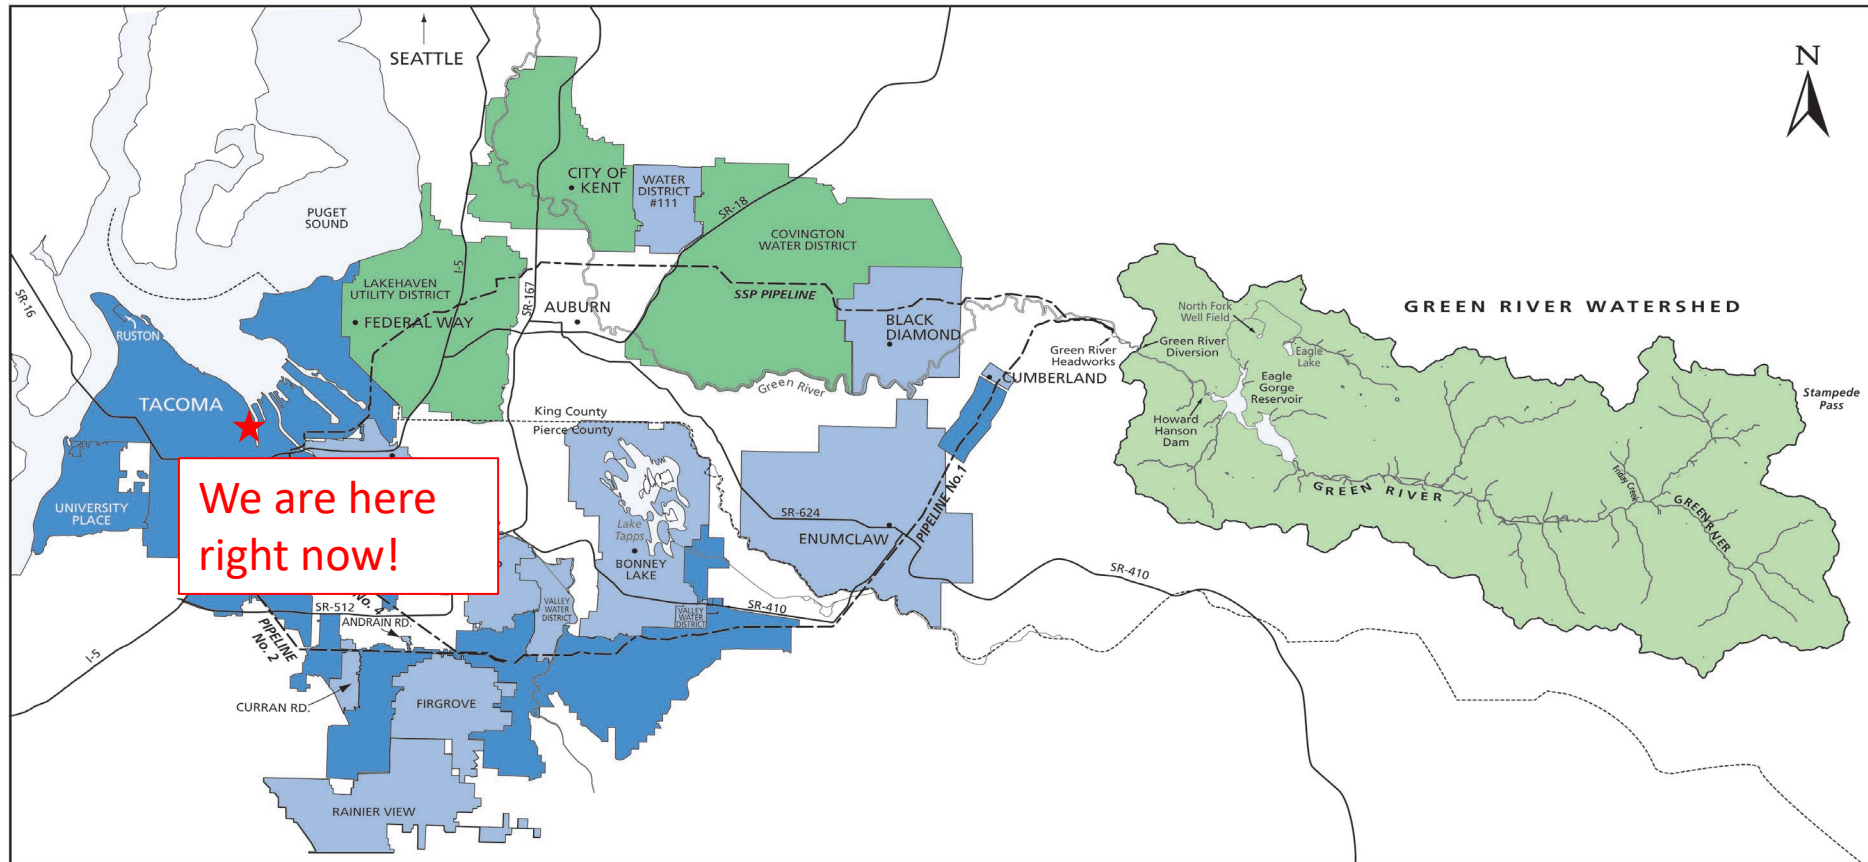 SEATTLE
N
PUGET
SOUND
CITY OF
KENT
WATER
DISTRICT
#111
SR-18
COVINGTON
WATER DISTRICT
I-5
SR-167
SR-16
LAKEHAVEN
UTILITY DISTRICT
FEDERAL WAY
AUBURN
SSP PIPELINE
BLACK
DIAMOND
GREEN RIVER WATERSHED
North Fork
Well Field
Green River
Headworks
Green River
Diversion
Eagle
Lake
Eagle
Gorge
Reservoir
Howard
Hanson
Dam
Stampede
Pass
RUSTON
TACOMA
CUMBERLAND
Green River
King County
Pierce County
UNIVERSITY
PLACE
We are here
right now!
Lake
Tapps
BONNEY
LAKE
SR-624
ENUMCLAW
PIPELINE No. 1
GREEN RIVER
Friday Creek
GREEN RIVER
SR-410
VALLEY
WATER
DISTRICT
VALLEY
WATER
DISTRICT
SR-410
SR-512
No. 4
ANDRAIN RD.
PIPELINE
No. 2
I-5
CURRAN RD.
FIRGROVE
RAINIER VIEW